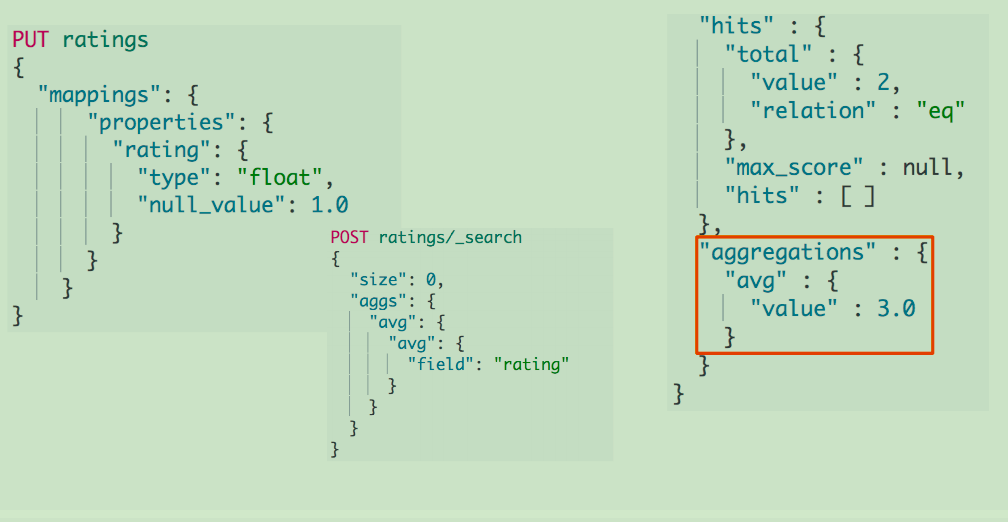 PUT ratings
{
  "mappings": {
      "properties": {
        "rating": {
          "type": "float",
          "null_value": 1.0
        }
      }
    }
}
POST ratings/_search
{
  "size": 0,
  "aggs": {
    "avg": {
      "avg": {
        "field": "rating"
      }
    }
  }
}
  "hits" : {
    "total" : {
      "value" : 2,
      "relation" : "eq"
    },
    "max_score" : null,
    "hits" : [ ]
  },
  "aggregations" : {
    "avg" : {
      "value" : 3.0
    }
  }
}